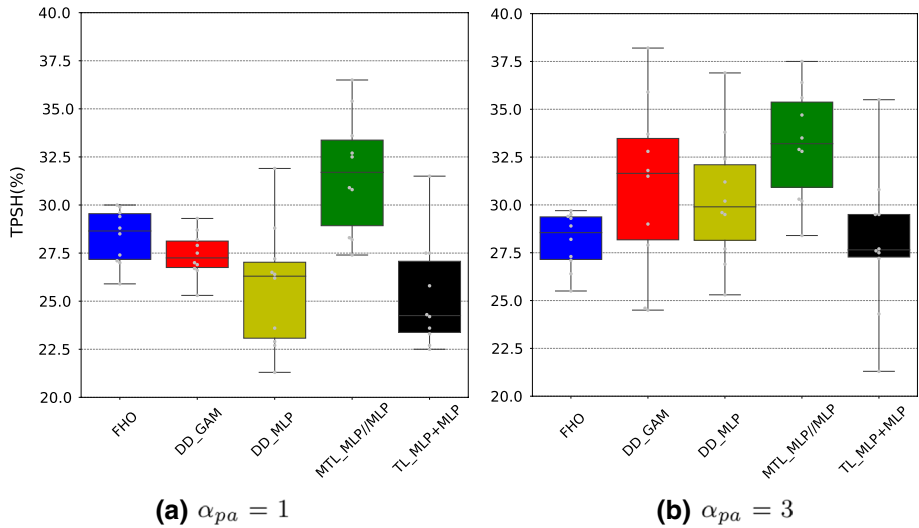 40.0
37.5
35.0
32.5
30.0
27.5
25.0
22.5
20.0
TPSH(%)
FHO
DD_GAM
DD_MLP
MTL_MLP//MLP
TL_MLP+MLP
(a) α_pa = 1
40.0
37.5
35.0
32.5
30.0
27.5
25.0
22.5
20.0
FHO
DD_GAM
DD_MLP
MTL_MLP//MLP
TL_MLP+MLP
(b) α_pa = 3